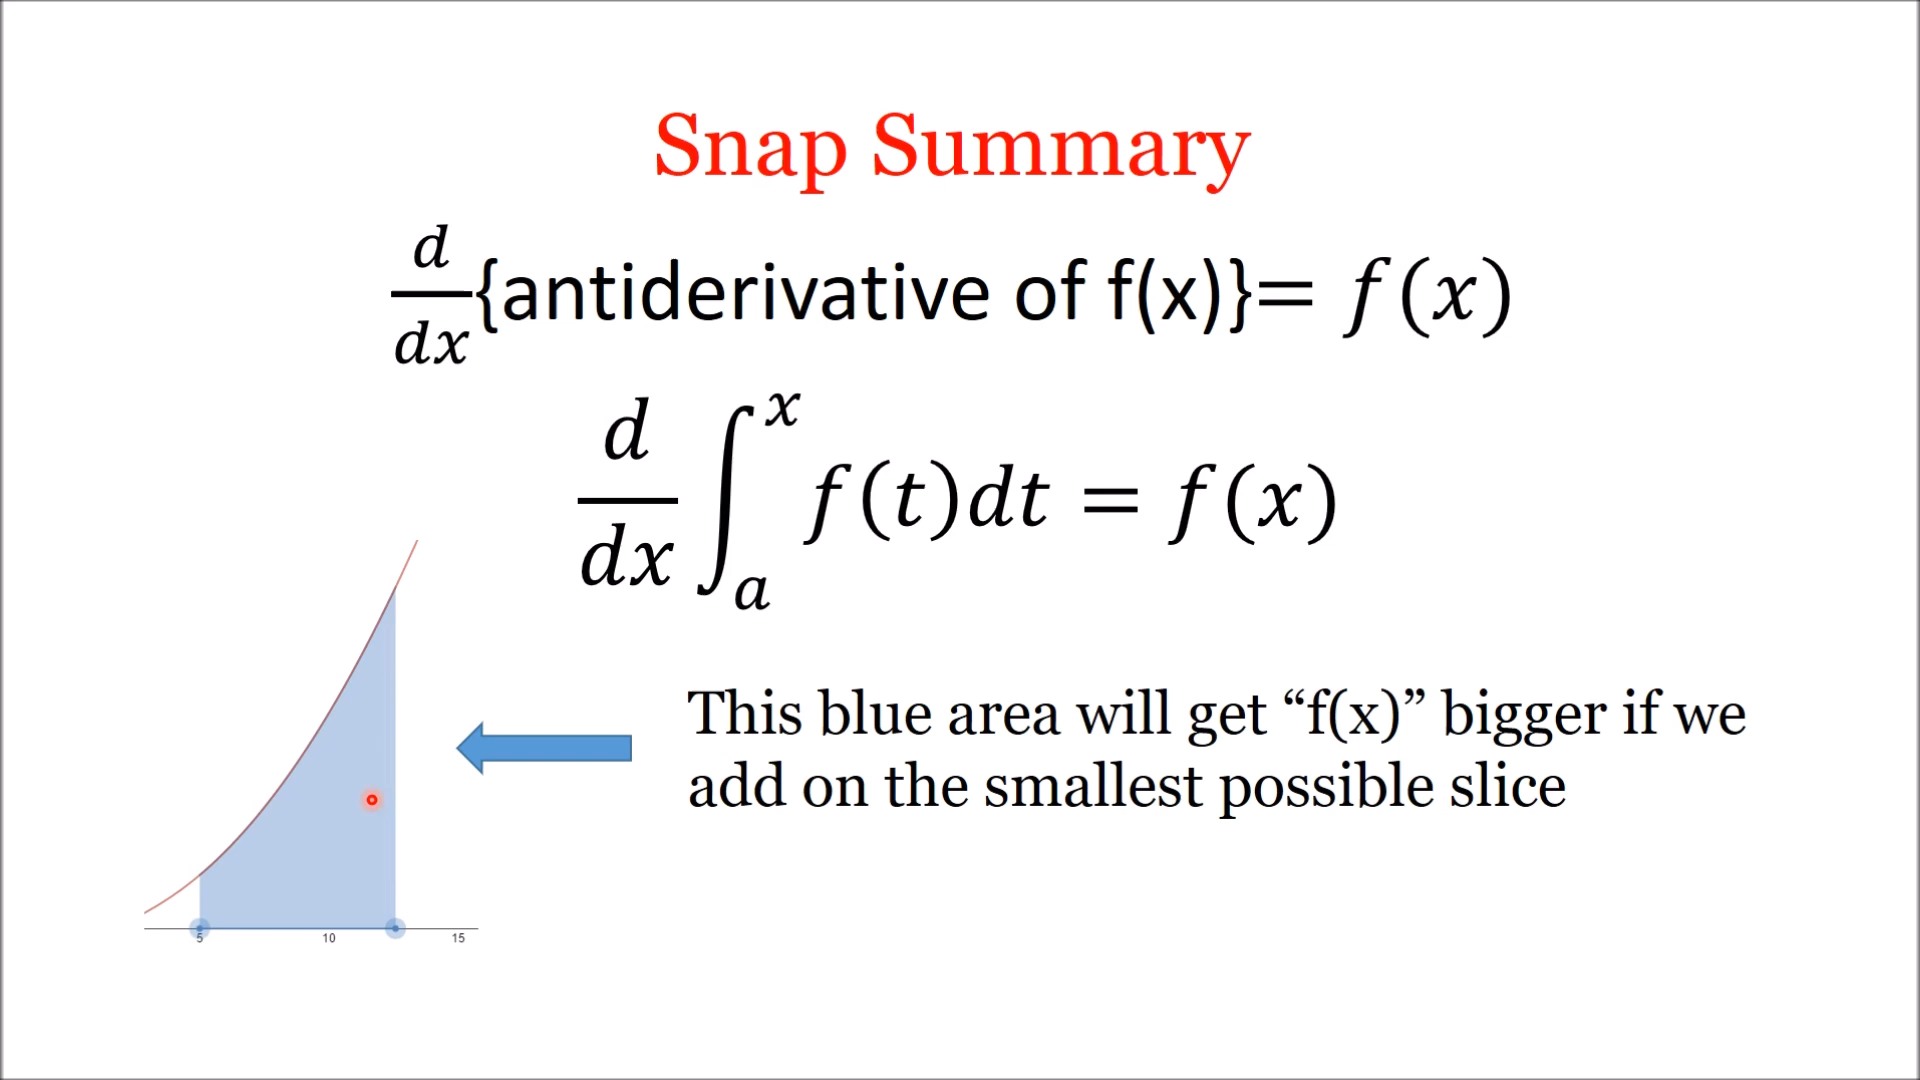 Snap Summary
d/dx{antiderivative of f(x)}= f(x)
d/dx ∫_a^x f(t)dt = f(x)
This blue area will get “f(x)” bigger if we
add on the smallest possible slice
5 10 15